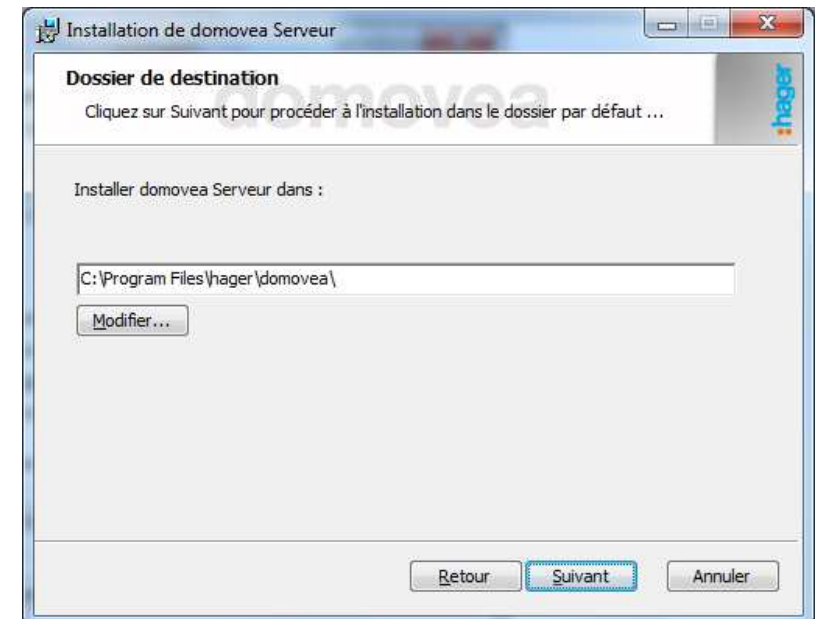 Installation de domovea Serveur
Dossier de destination
domovea
Cliquez sur Suivant pour procéder à l'installation dans le dossier par défaut ...
:hager
Installer domovea Serveur dans :
C:\Program Files\hager\domovea\
Modifier...
Retour
Suivant
Annuler